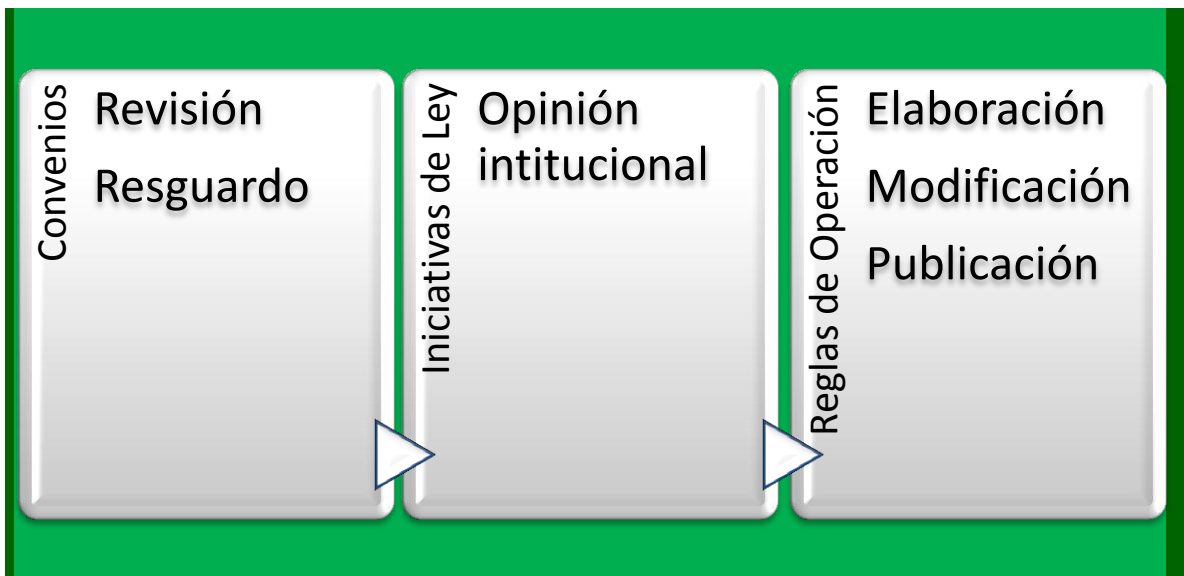 Convenios
Revisión
Resguardo
Iniciativas de Ley
Opinión
intitucional
Reglas de Operación
Elaboración
Modificación
Publicación